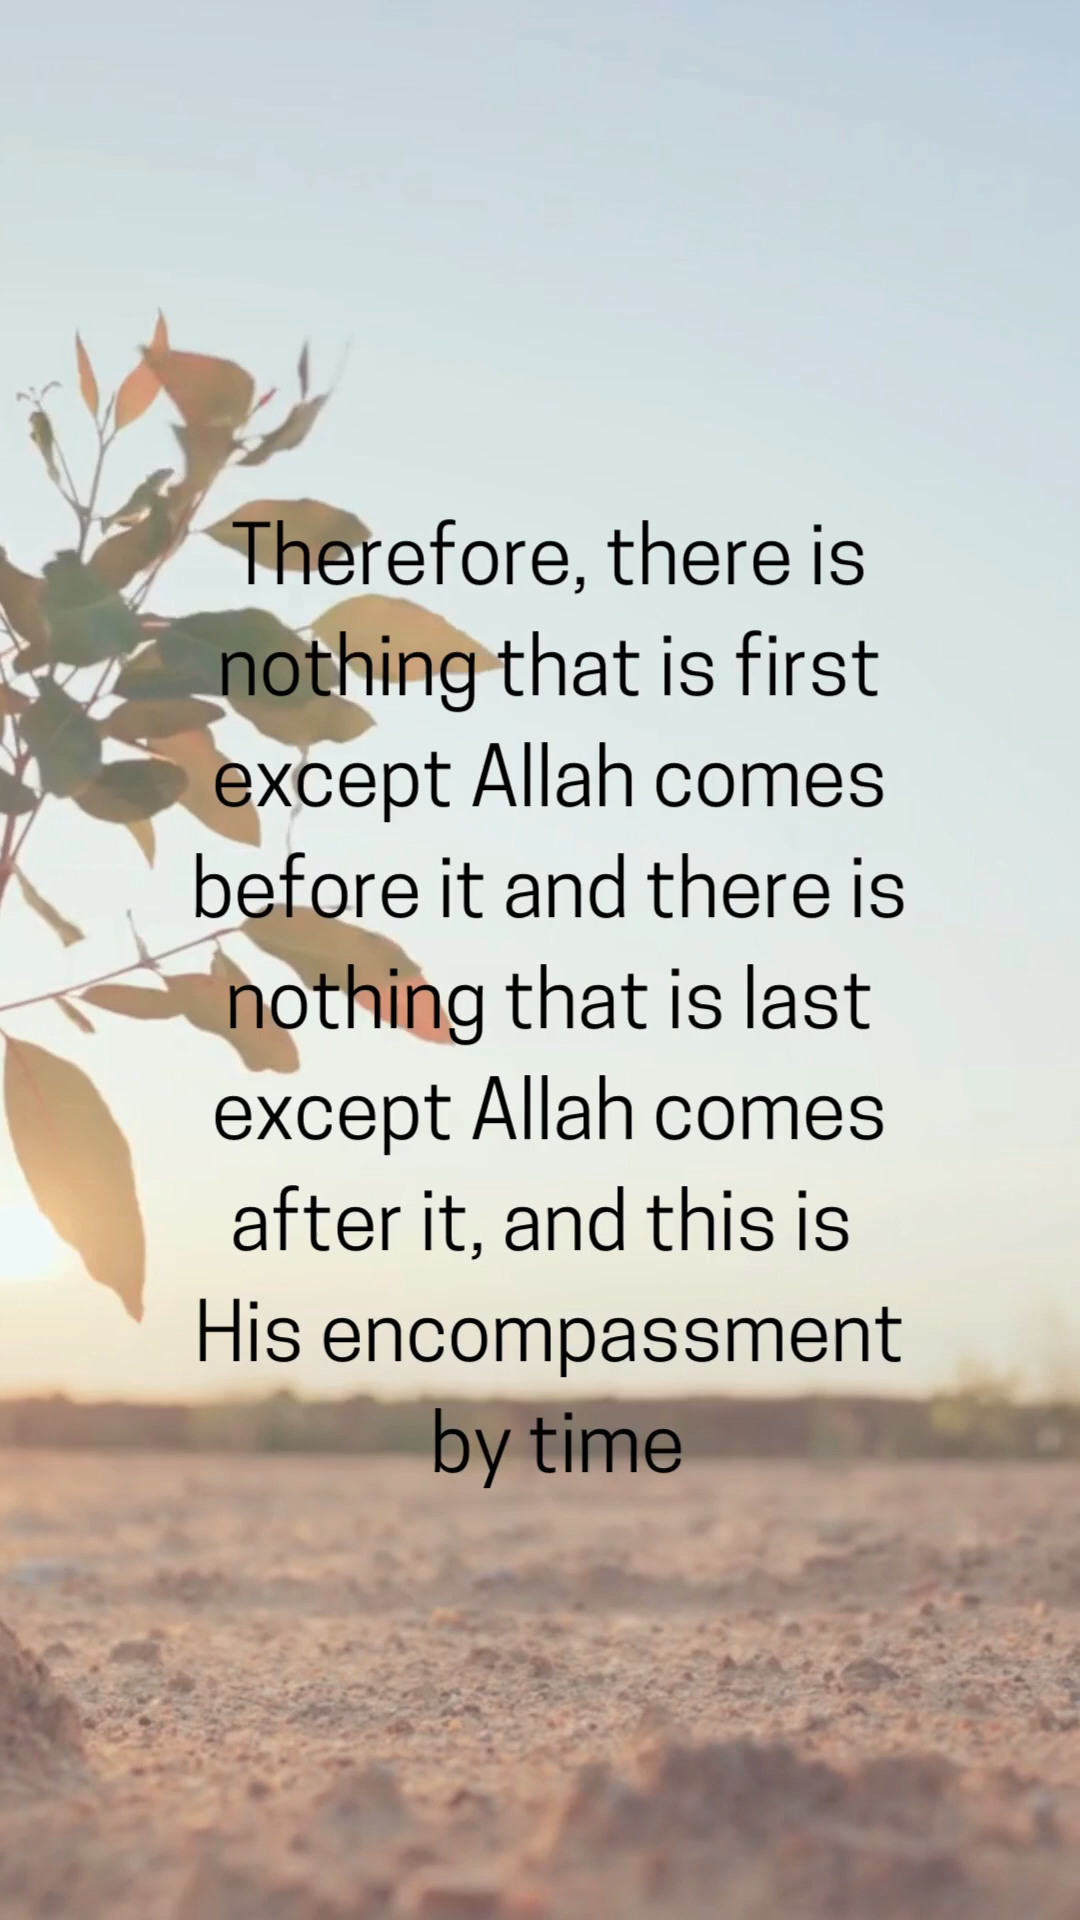 Therefore, there is
nothing that is first
except Allah comes
before it and there is
nothing that is last
except Allah comes
after it, and this is
His encompassment
by time